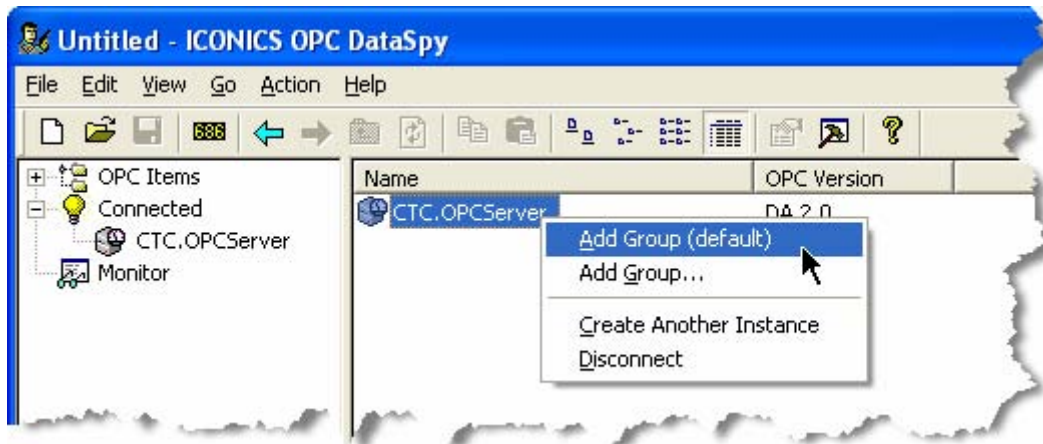 Untitled - ICONICS OPC DataSpy
File Edit View Go Action Help
686
OPC Items
Connected
CTC.OPCServer
Monitor
Name OPC Version
CTC.OPCServer DA 2.0
Add Group (default)
Add Group...
Create Another Instance
Disconnect